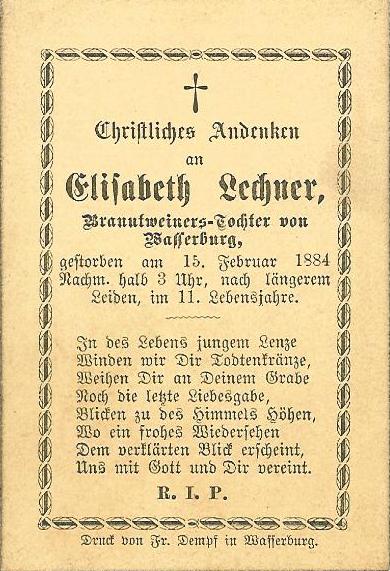 Christliches Andenken
an
Elisabeth Lechner,
Branntweiners-Tochter von
Wasserburg,
gestorben am 15. Februar 1884
Nachm. halb 3 Uhr, nach längerem
Leiden, im 11. Lebensjahre.
In des Lebens jungem Lenze
Winden wir Dir Todtenkränze,
Weihen Dir an Deinem Grabe
Noch die letzte Liebesgabe,
Blicken zu des Himmels Höhen,
Wo ein frohes Wiedersehen
Dem verklärten Blick erscheint,
Uns mit Gott und Dir vereint.
R. I. P.
Druck von Fr. Dempf in Wasserburg.